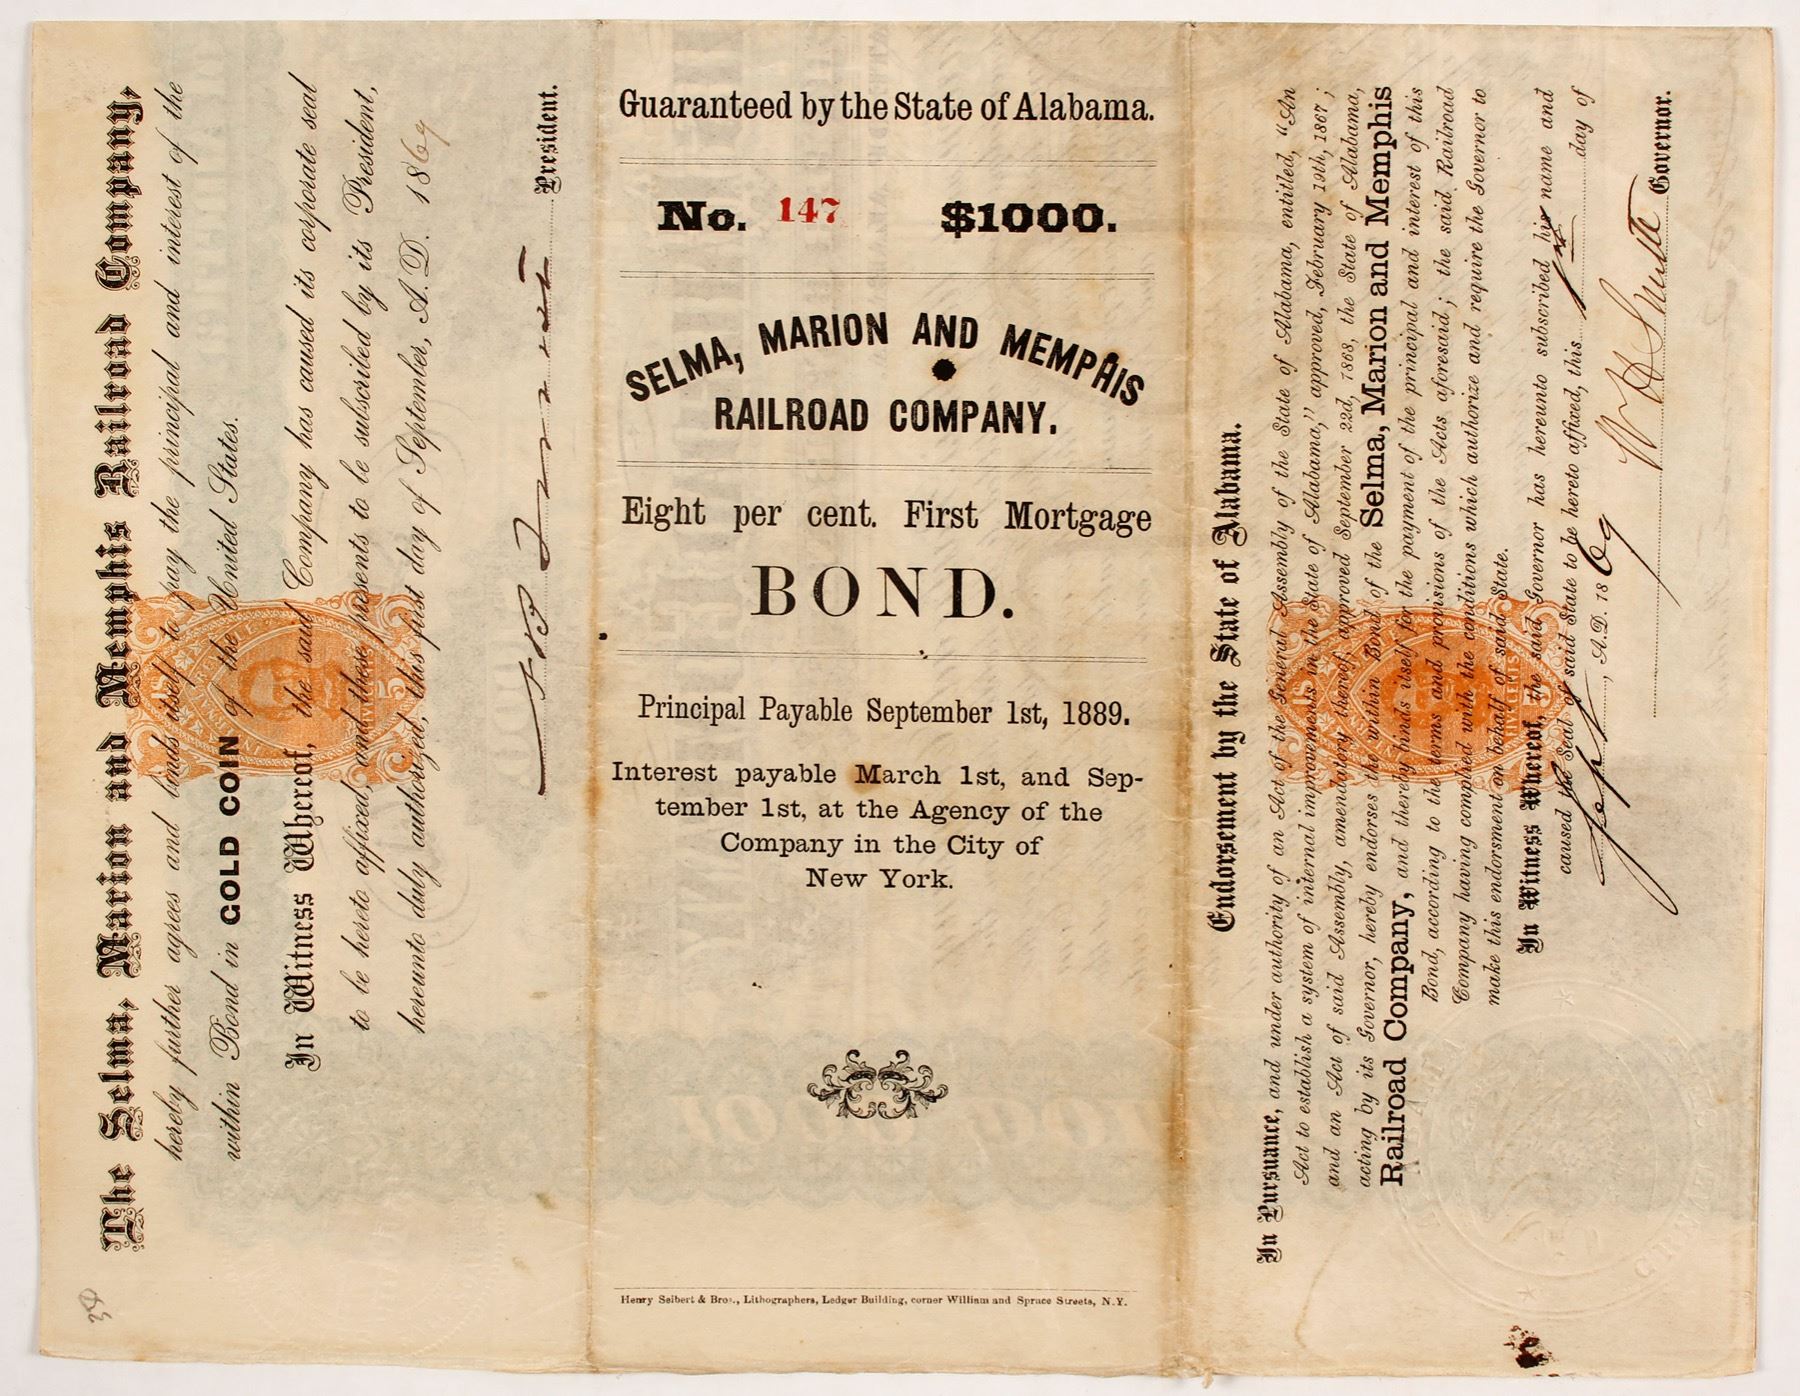 The Selma, Marion and Memphis Railroad Company,
hereby further agrees and binds itself to pay the principal and interest of the
within Bond in GOLD COIN of the United States.
In Witness Whereof, the said Company has caused its corporate seal
to be hereto affixed, and these presents to be subscribed by its President,
hereunto duly authorized, this first day of September, A.D. 1869
President.
Guaranteed by the State of Alabama.
No. 147 $1000.
SELMA, MARION AND MEMPHIS
RAILROAD COMPANY.
Eight per cent. First Mortgage
BOND.
Principal Payable September 1st, 1889.
Interest payable March 1st, and Sep-
tember 1st, at the Agency of the
Company in the City of
New York.
Henry Seibert & Bros., Lithographers, Ledger Building, corner William and Spruce Streets, N.Y.
Endorsement by the State of Alabama.
In Pursuance, and under authority of an Act of the General Assembly of the State of Alabama, entitled, "An
Act to establish a system of internal improvements in the State of Alabama," approved, February 19th, 1867;
and an Act of said Assembly, amendatory thereof, approved September 22d, 1868, the State of Alabama,
acting by its Governor, hereby endorses the within Bond of the Selma, Marion and Memphis
Railroad Company, and thereby binds itself for the payment of the principal and interest of this
Bond, according to the terms and provisions of the Acts aforesaid; the said Railroad
Company having complied with the conditions which authorize and require the Governor to
make this endorsment on behalf of said State.
In Witness Whereof, the said Governor has hereunto subscribed his name and
caused the Seal of said State to be hereto affixed, this day of
Sept, A.D. 1869
W H Smith Governor.